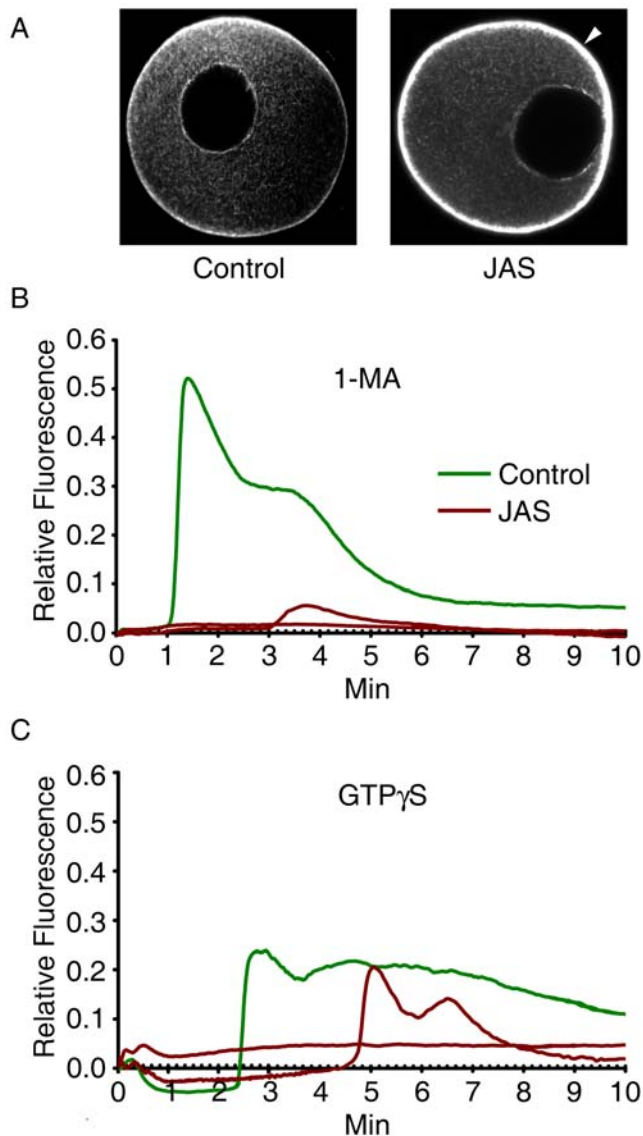 A
Control JAS
B
0.6
0.5
0.4
0.3
0.2
0.1
0.0
Relative Fluorescence
1-MA
Control
JAS
0 1 2 3 4 5 6 7 8 9 10
Min
C
0.6
0.5
0.4
0.3
0.2
0.1
0.0
Relative Fluorescence
GTPγS
0 1 2 3 4 5 6 7 8 9 10
Min